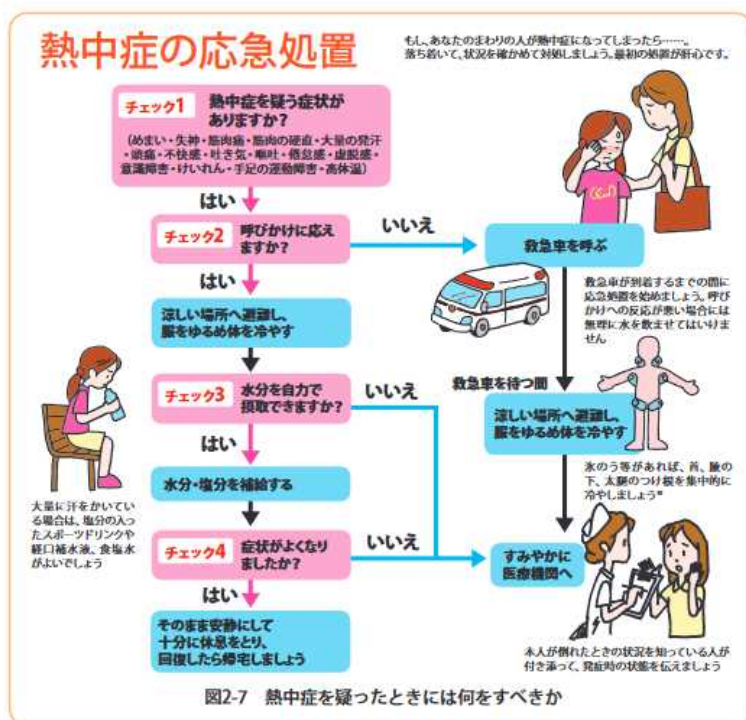 熱中症の応急処置
もし、あなたのまわりの人が熱中症になってしまったら……。
落ち着いて、状況を確かめて対処しましょう。最初の処置が肝心です。
チェック1
熱中症を疑う症状が
ありますか?
(めまい・失神・筋肉痛・筋肉の硬直・大量の発汗
・頭痛・不快感・吐き気・嘔吐・倦怠感・虚脱感・
意識障害・けいれん・手足の運動障害・高体温)
はい
チェック2
呼びかけに応え
ますか?
いいえ
救急車を呼ぶ
はい
救急車が到着するまでの間に
応急処置を始めましょう。呼び
かけへの反応が悪い場合には
無理に水を飲ませてはいけま
せん
涼しい場所へ避難し、
服をゆるめ体を冷やす
チェック3
水分を自力で
摂取できますか?
いいえ
救急車を待つ間
涼しい場所へ避難し、
服をゆるめ体を冷やす
はい
氷のう等があれば、首、腋の
下、太腿のつけ根を集中的に
冷やしましょう*
水分・塩分を補給する
大量に汗をかいてい
る場合は、塩分の入っ
たスポーツドリンクや
経口補水液、食塩水
がよいでしょう
チェック4
症状がよくなり
ましたか?
いいえ
すみやかに
医療機関へ
はい
そのまま安静にして
十分に休息をとり、
回復したら帰宅しましょう
本人が倒れたときの状況を知っている人が
付き添って、発症時の状態を伝えましょう
図2-7 熱中症を疑ったときには何をすべきか